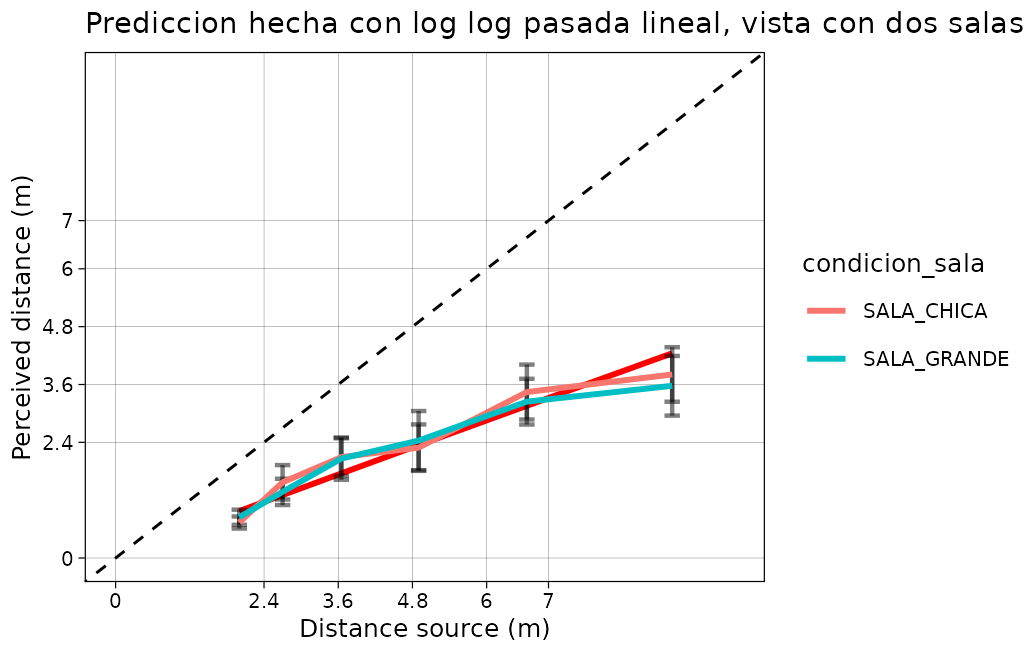 Prediccion hecha con log log pasada lineal, vista con dos salas
Perceived distance (m)
7
6
4.8
3.6
2.4
0
0 2.4 3.6 4.8 6 7
Distance source (m)
condicion_sala
SALA_CHICA
SALA_GRANDE